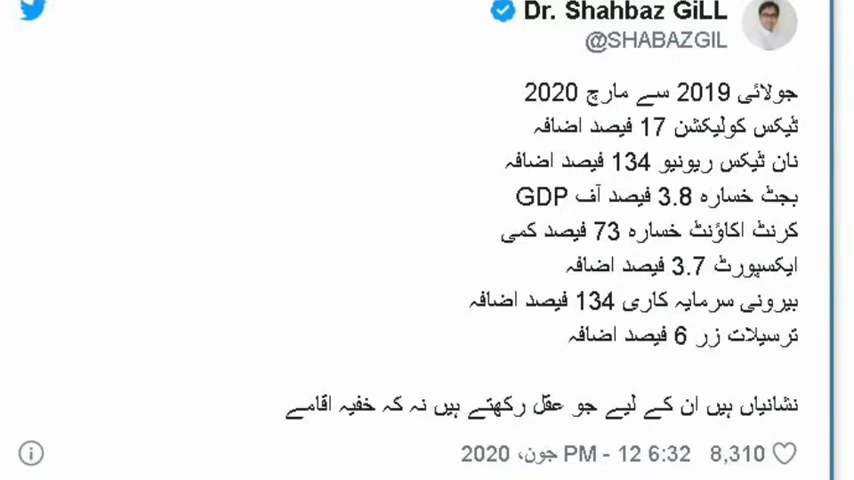 Dr. Shahbaz GiLL
@SHABAZGIL
جولائی 2019 سے مارچ 2020
ٹیکس کولیکشن 17 فیصد اضافہ
نان ٹیکس ریونیو 134 فیصد اضافہ
بجٹ خسارہ 3.8 فیصد آف GDP
کرنٹ اکاؤنٹ خسارہ 73 فیصد کمی
ایکسپورٹ 3.7 فیصد اضافہ
بیرونی سرمایہ کاری 134 فیصد اضافہ
ترسیلات زر 6 فیصد اضافہ
نشانیاں ہیں ان کے لیے جو عقل رکھتے ہیں نہ کہ خفیہ اقامے
8,310 6:32 PM - 12 جون، 2020